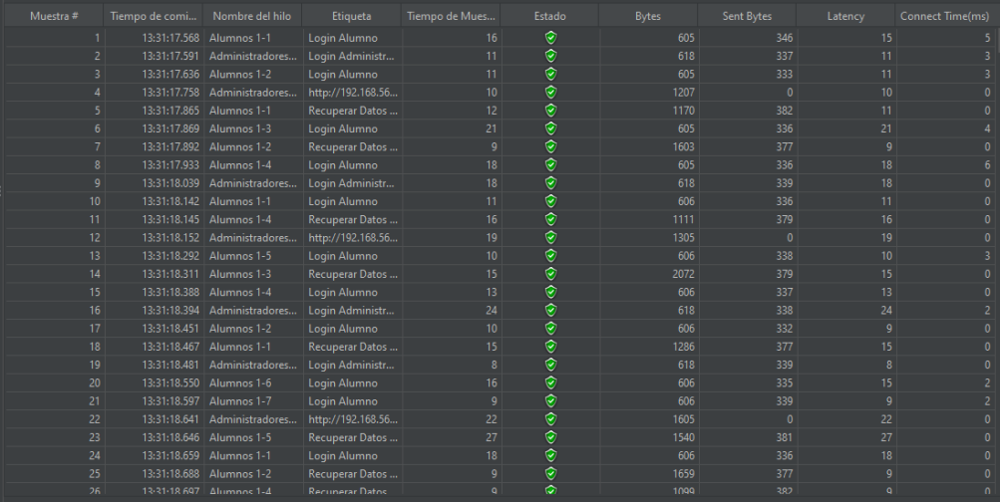 Muestra # Tiempo de comi... Nombre del hilo Etiqueta Tiempo de Mues... Estado Bytes Sent Bytes Latency Connect Time(ms)
1 13:31:17.568 Alumnos 1-1 Login Alumno 16 605 346 15 5
2 13:31:17.591 Administradores... Login Administr... 11 618 337 11 3
3 13:31:17.636 Alumnos 1-2 Login Alumno 11 605 333 11 3
4 13:31:17.758 Administradores... http://192.168.56... 10 1207 0 10 0
5 13:31:17.865 Alumnos 1-1 Recuperar Datos ... 12 1170 382 11 0
6 13:31:17.869 Alumnos 1-3 Login Alumno 21 605 336 21 4
7 13:31:17.892 Alumnos 1-2 Recuperar Datos ... 9 1603 377 9 0
8 13:31:17.933 Alumnos 1-4 Login Alumno 18 605 336 18 6
9 13:31:18.039 Administradores... Login Administr... 18 618 339 18 0
10 13:31:18.142 Alumnos 1-1 Login Alumno 11 606 336 11 0
11 13:31:18.145 Alumnos 1-4 Recuperar Datos ... 16 1111 379 16 0
12 13:31:18.152 Administradores... http://192.168.56... 19 1305 0 19 0
13 13:31:18.292 Alumnos 1-5 Login Alumno 10 606 338 10 3
14 13:31:18.311 Alumnos 1-3 Recuperar Datos ... 15 2072 379 15 0
15 13:31:18.388 Alumnos 1-4 Login Alumno 13 606 337 13 0
16 13:31:18.394 Administradores... Login Administr... 24 618 338 24 2
17 13:31:18.451 Alumnos 1-2 Login Alumno 10 606 332 9 0
18 13:31:18.467 Alumnos 1-1 Recuperar Datos ... 15 1286 377 15 0
19 13:31:18.481 Administradores... Login Administr... 8 618 339 8 0
20 13:31:18.550 Alumnos 1-6 Login Alumno 16 606 335 15 2
21 13:31:18.597 Alumnos 1-7 Login Alumno 9 606 339 9 2
22 13:31:18.641 Administradores... http://192.168.56... 22 1605 0 22 0
23 13:31:18.646 Alumnos 1-5 Recuperar Datos ... 27 1540 381 27 0
24 13:31:18.659 Alumnos 1-1 Login Alumno 18 606 336 18 0
25 13:31:18.688 Alumnos 1-2 Recuperar Datos ... 9 1659 377 9 0
26 13:31:18.697 Alumnos 1-4 Recuperar Datos ... 9 1099 382 9 0